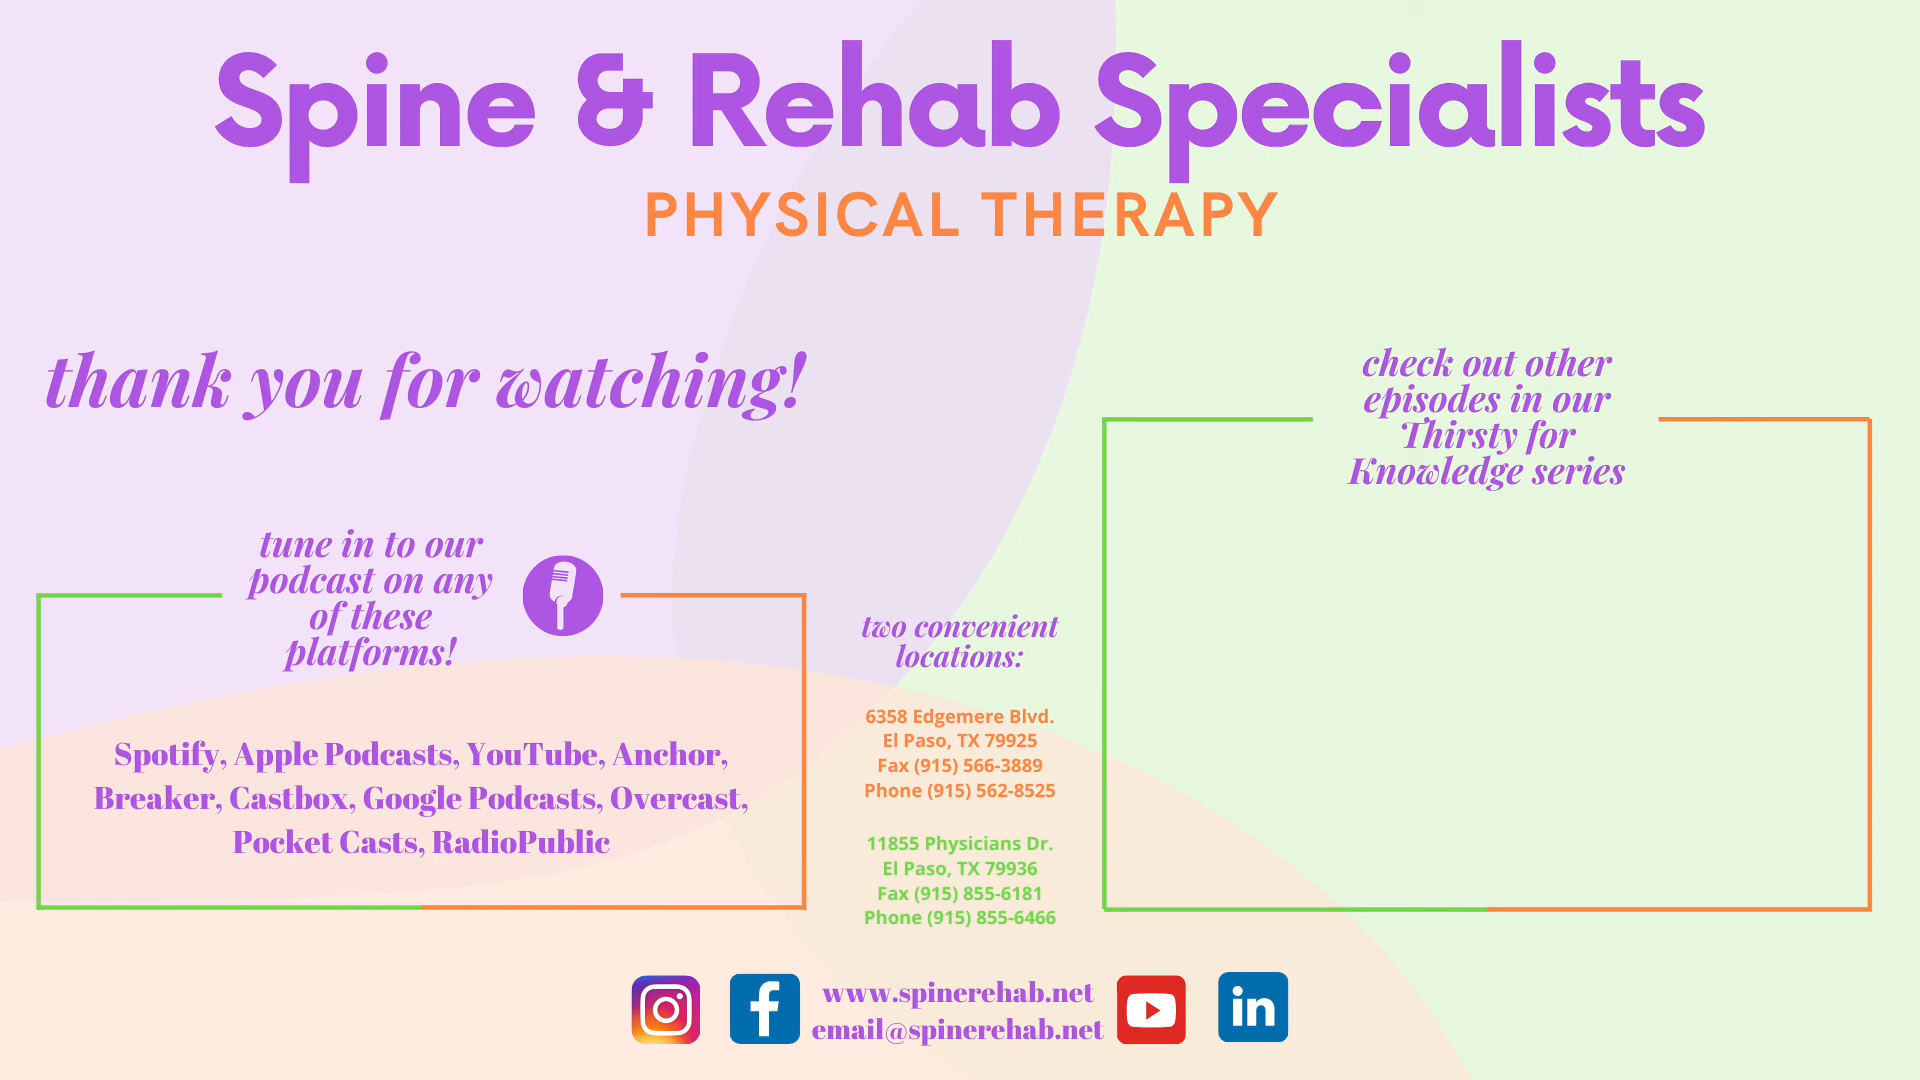 Spine & Rehab Specialists
PHYSICAL THERAPY
thank you for watching!
tune in to our
podcast on any
of these
platforms!
Spotify, Apple Podcasts, YouTube, Anchor,
Breaker, Castbox, Google Podcasts, Overcast,
Pocket Casts, RadioPublic
two convenient
locations:
6358 Edgemere Blvd.
El Paso, TX 79925
Fax (915) 566-3889
Phone (915) 562-8525
11855 Physicians Dr.
El Paso, TX 79936
Fax (915) 855-6181
Phone (915) 855-6466
check out other
episodes in our
Thirsty for
Knowledge series
www.spinerehab.net
email@spinerehab.net